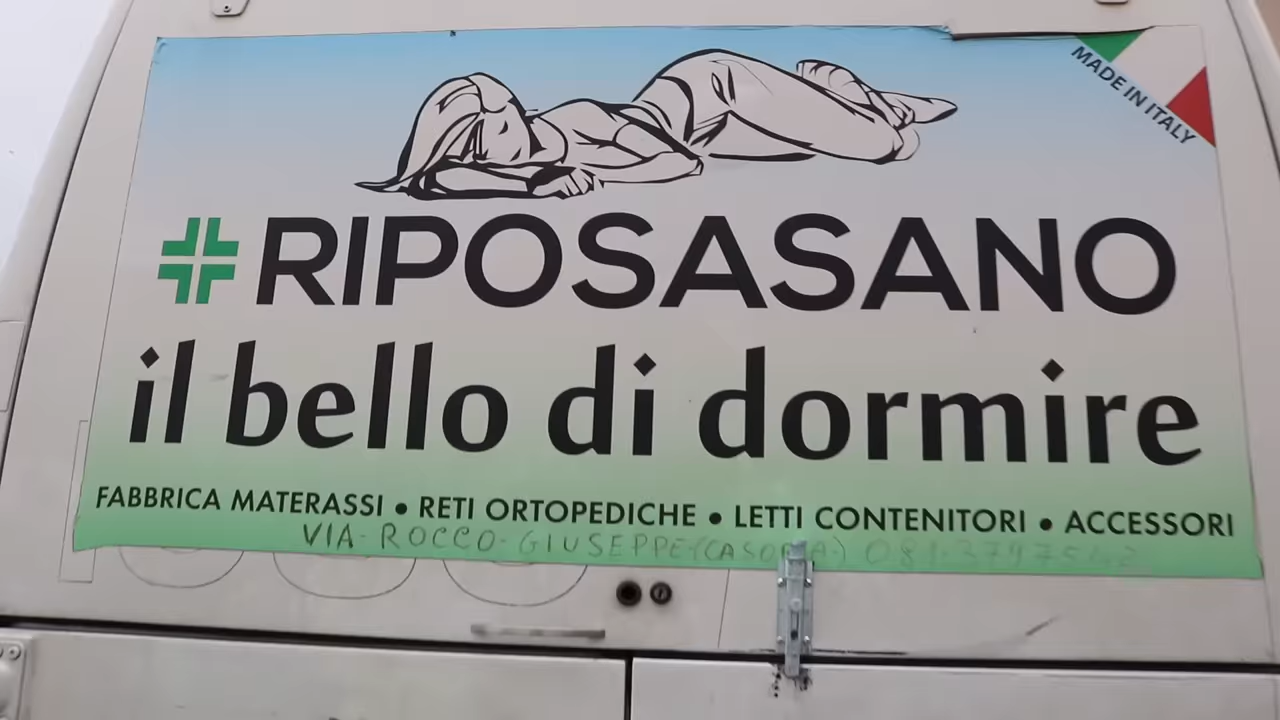 MADE IN ITALY
RIPOSASANO
il bello di dormire
FABBRICA MATERASSI • RETI ORTOPEDICHE • LETTI CONTENITORI • ACCESSORI
VIA-ROCCO-GIUSEPPE(CASORIA-)